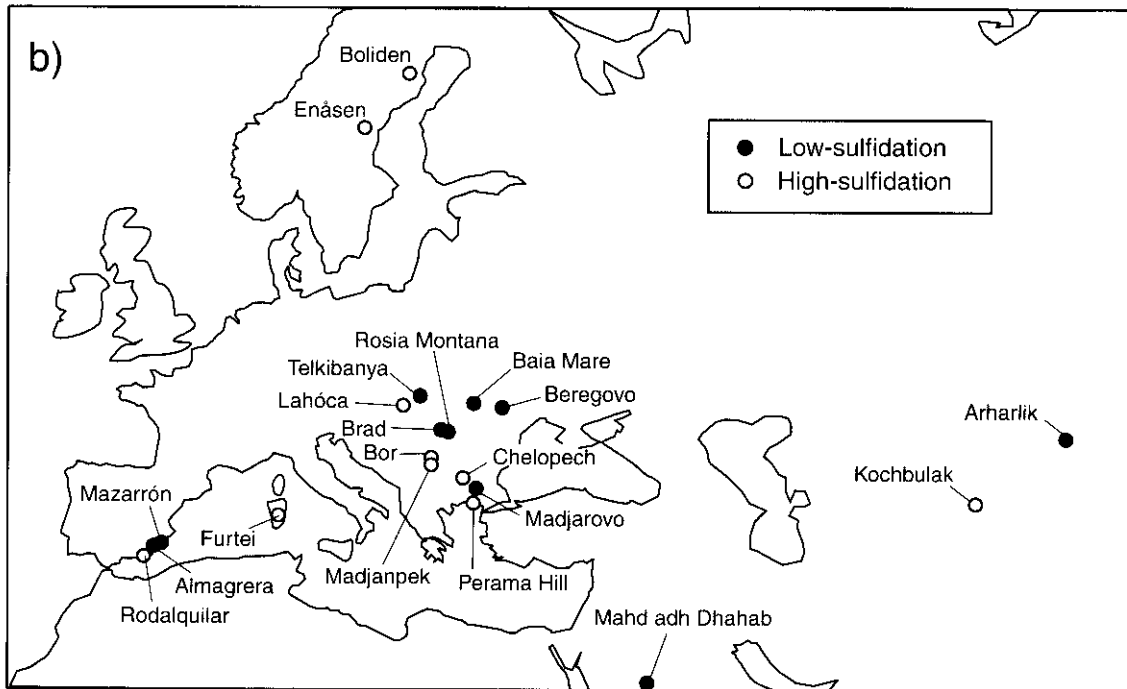 b)
Boliden
Enåsen
Low-sulfidation
High-sulfidation
Rosia Montana
Telkibanya
Baia Mare
Lahóca
Beregovo
Brad
Arharlik
Bor
Chelopech
Mazarrón
Kochbulak
Furtei
Madjarovo
Madjanpek
Perama Hill
Almagrera
Rodalquilar
Mahd adh Dhahab